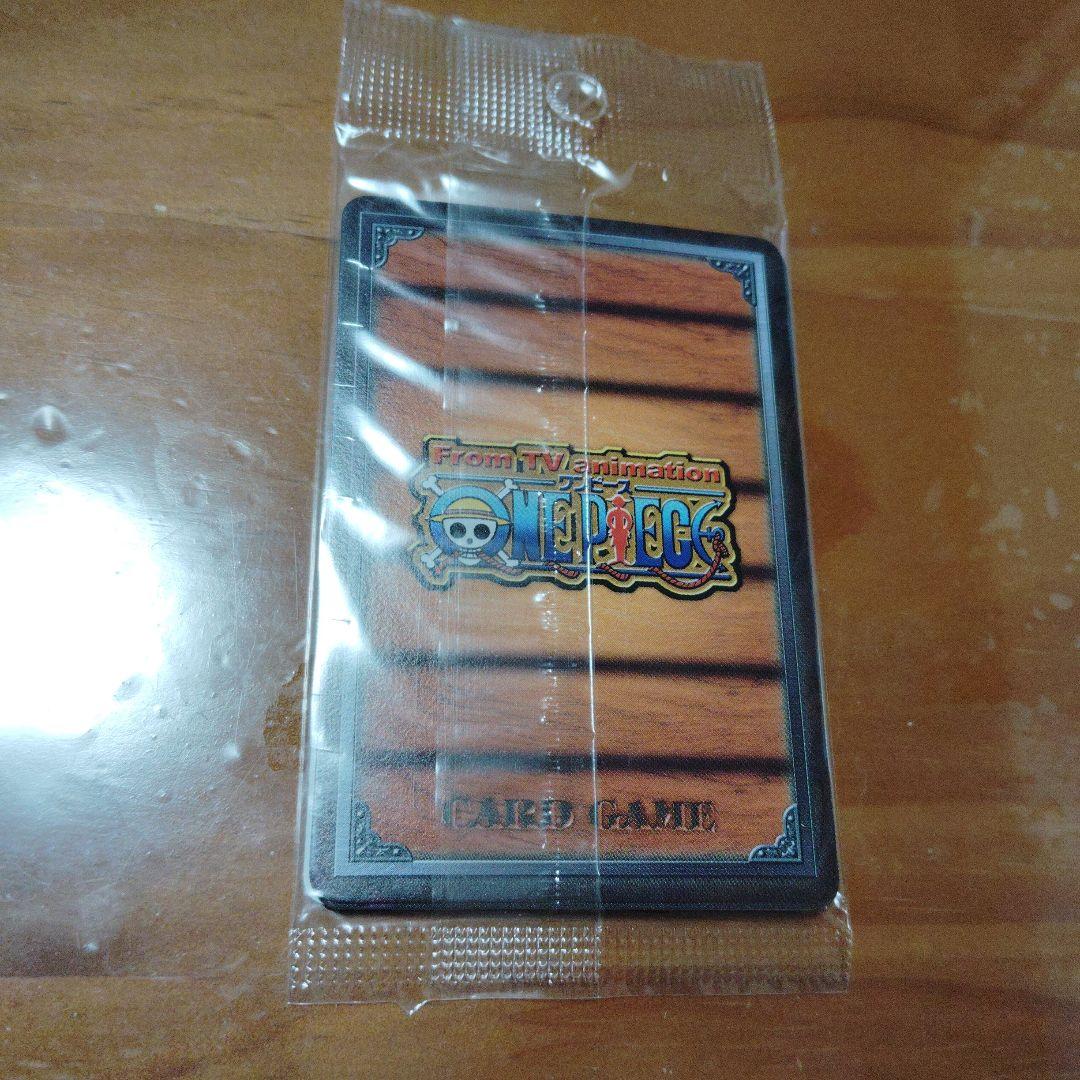 From TV animation
ワンピース
ONE PIECE
CARD GAME